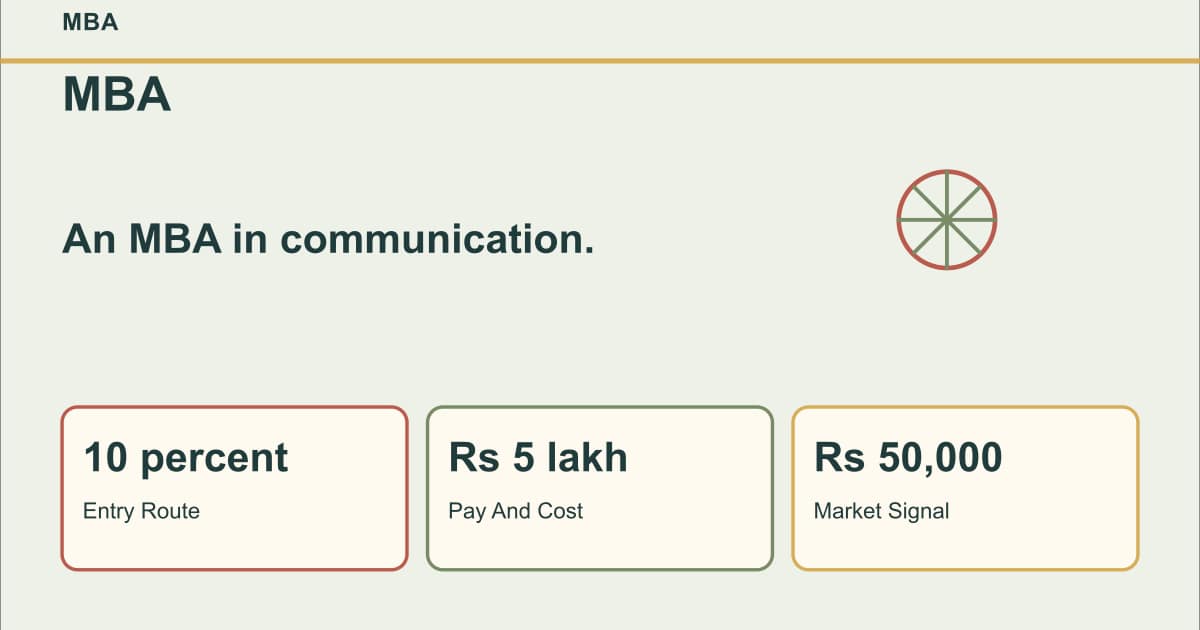 MBA
MBA
An MBA in communication.
10 percent
Entry Route
Rs 5 lakh
Pay And Cost
Rs 50,000
Market Signal